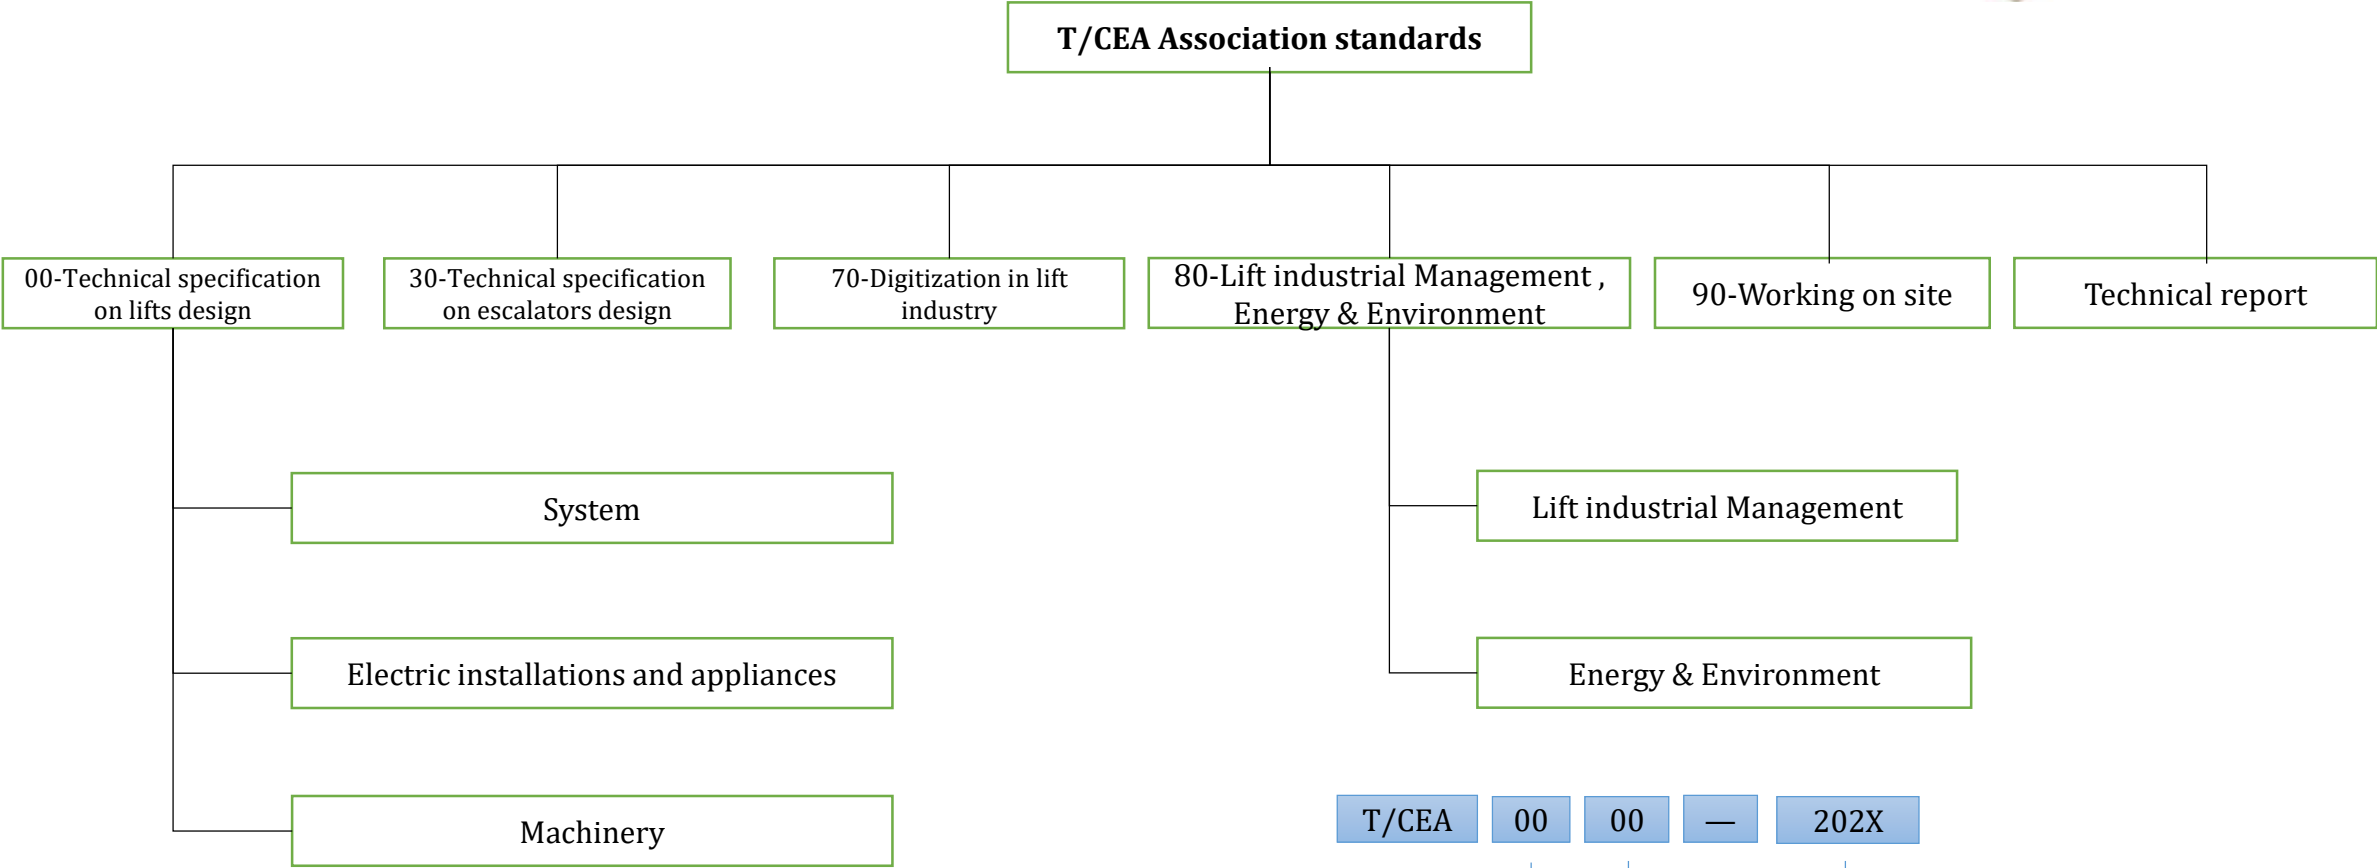 T/CEA Association standards
00-Technical specification
on lifts design
30-Technical specification
on escalators design
70-Digitization in lift
industry
80-Lift industrial Management ,
Energy & Environment
90-Working on site
Technical report
System
Lift industrial Management
Electric installations and appliances
Energy & Environment
Machinery
T/CEA 00 00 — 202X